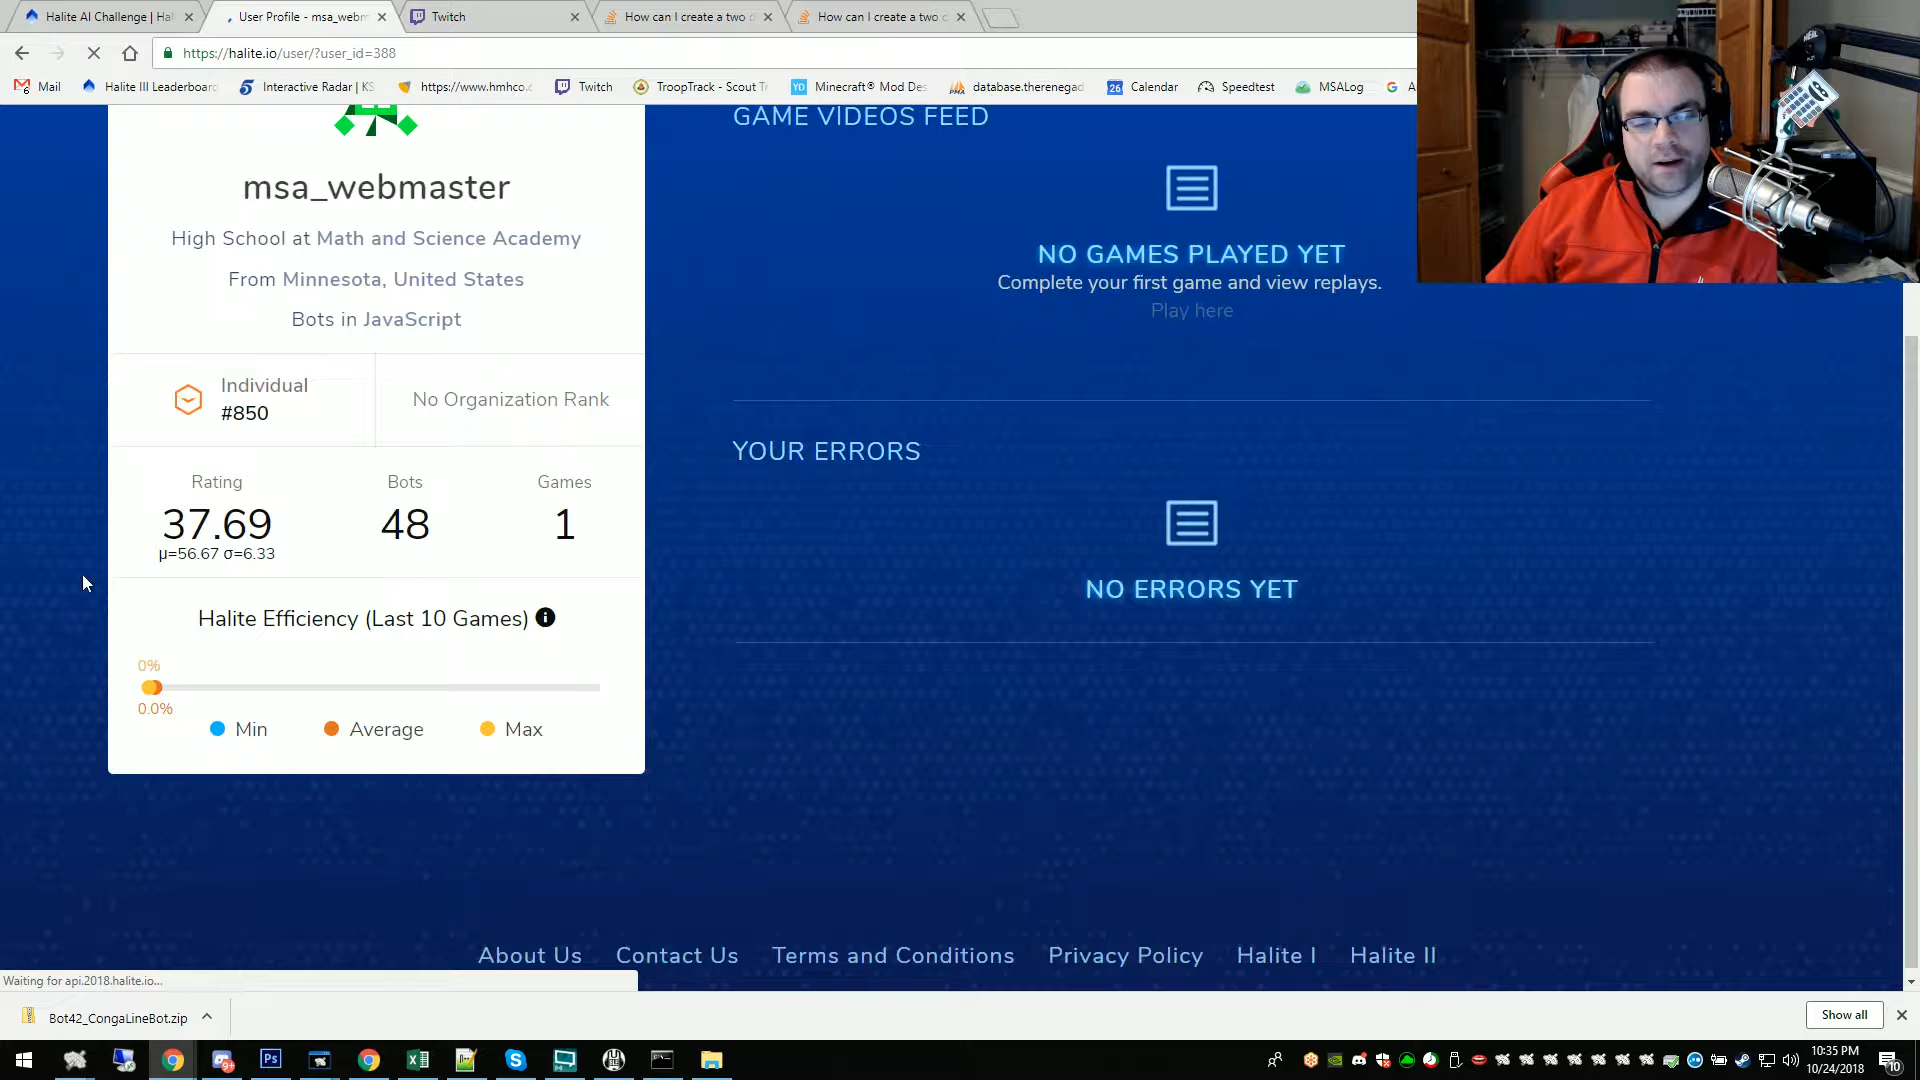 Halite AI Challenge | Hal
User Profile - msa_webm
Twitch
How can I create a two d
How can I create a two d
https://halite.io/user/?user_id=388
Mail
Halite III Leaderboard
Interactive Radar | KS
https://www.hmhco.c
Twitch
TroopTrack - Scout Tr
Minecraft® Mod Des
database.therenegad
Calendar
Speedtest
MSALog
A
msa_webmaster
High School at Math and Science Academy
From Minnesota, United States
Bots in JavaScript
Individual
#850
No Organization Rank
Rating
Bots
Games
37.69
48
1
μ=56.67 σ=6.33
Halite Efficiency (Last 10 Games)
0%
0.0%
Min
Average
Max
GAME VIDEOS FEED
NO GAMES PLAYED YET
Complete your first game and view replays.
Play here
YOUR ERRORS
NO ERRORS YET
About Us
Contact Us
Terms and Conditions
Privacy Policy
Halite I
Halite II
Waiting for api.2018.halite.io...
Bot42_CongaLineBot.zip
Show all
10:35 PM
10/24/2018
10